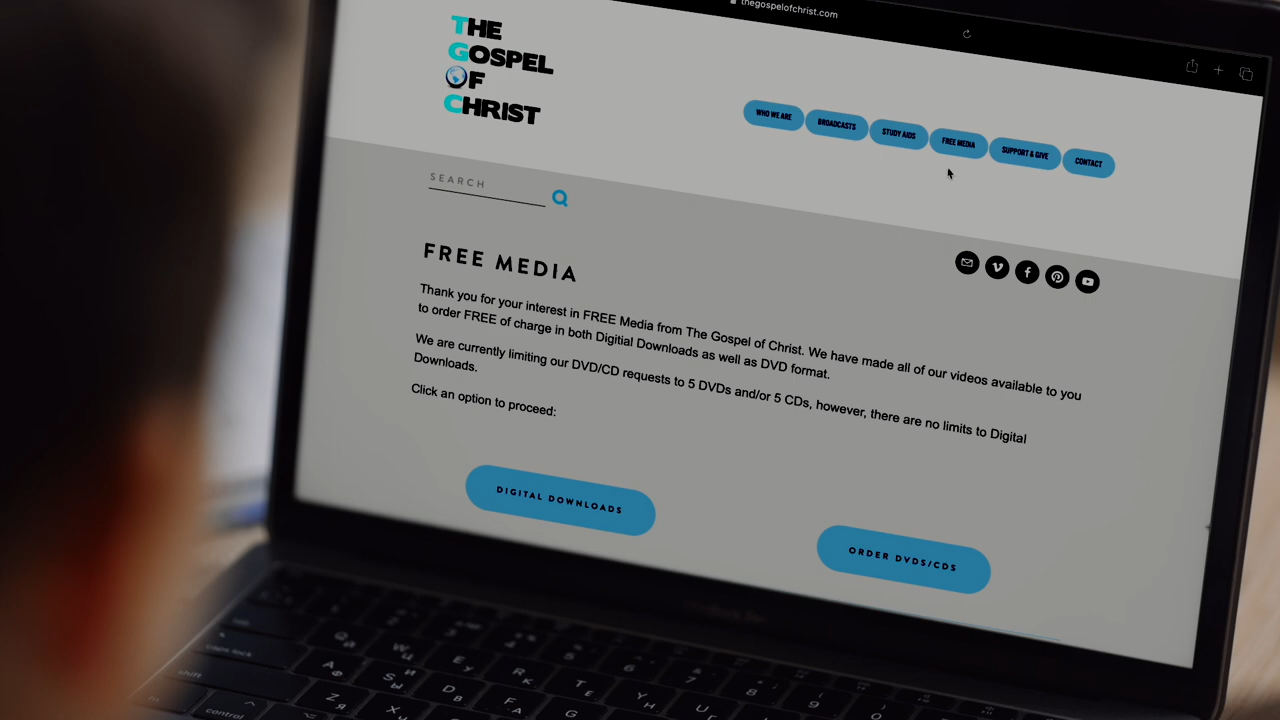 thegospelofchrist.com
THE
GOSPEL
OF
CHRIST
WHO WE ARE
BROADCASTS
STUDY AIDS
FREE MEDIA
SUPPORT & GIVE
CONTACT
SEARCH
FREE MEDIA
Thank you for your interest in FREE Media from The Gospel of Christ. We have made all of our videos available to you
to order FREE of charge in both Digitial Downloads as well as DVD format.
We are currently limiting our DVD/CD requests to 5 DVDs and/or 5 CDs, however, there are no limits to Digital
Downloads.
Click an option to proceed:
DIGITAL DOWNLOADS
ORDER DVDS/CDS
caps lock
shift
control